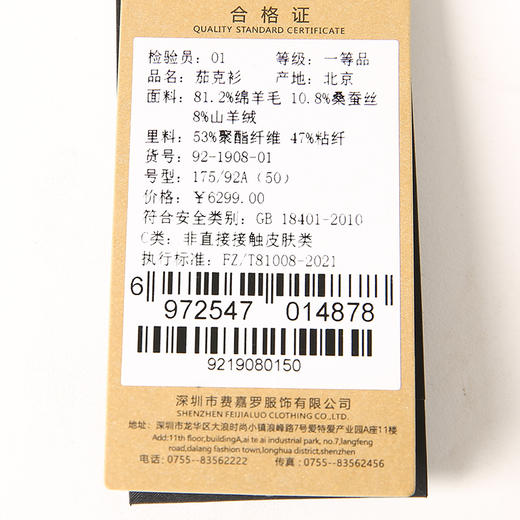 合格证
QUALITY STANDARD CERTIFICATE
检验员：01 等级：一等品
品名：茄克衫 产地：北京
面料：81.2%绵羊毛 10.8%桑蚕丝
8%山羊绒
里料：53%聚酯纤维 47%粘纤
货号：92-1908-01
号型：175/92A（50）
价格：￥6299.00
符合安全类别：GB 18401-2010
C类：非直接接触皮肤类
执行标准：FZ/T81008-2021
6 972547 014878
9219080150
深圳市费嘉罗服饰有限公司
SHENZHEN FEIJIALUO CLOTHING CO.,LTD
地址：深圳市龙华区大浪时尚小镇浪峰路7号爱特爱产业园A座11楼
Add:11th floor,buildingA,ai te ai industrial park, no.7,langfeng
road,dalang fashion town,longhua district,shenzhen
电话：0755--83562222 传真：0755--83562456